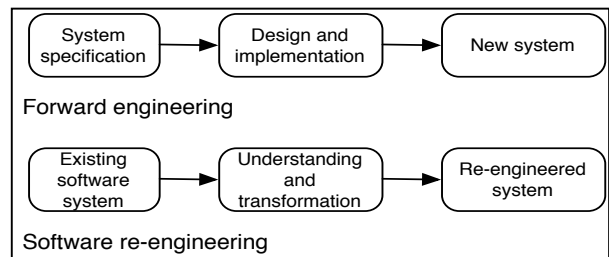 System
specification
Design and
implementation
New system
Forward engineering
Existing
software
system
Understanding
and
transformation
Re-engineered
system
Software re-engineering